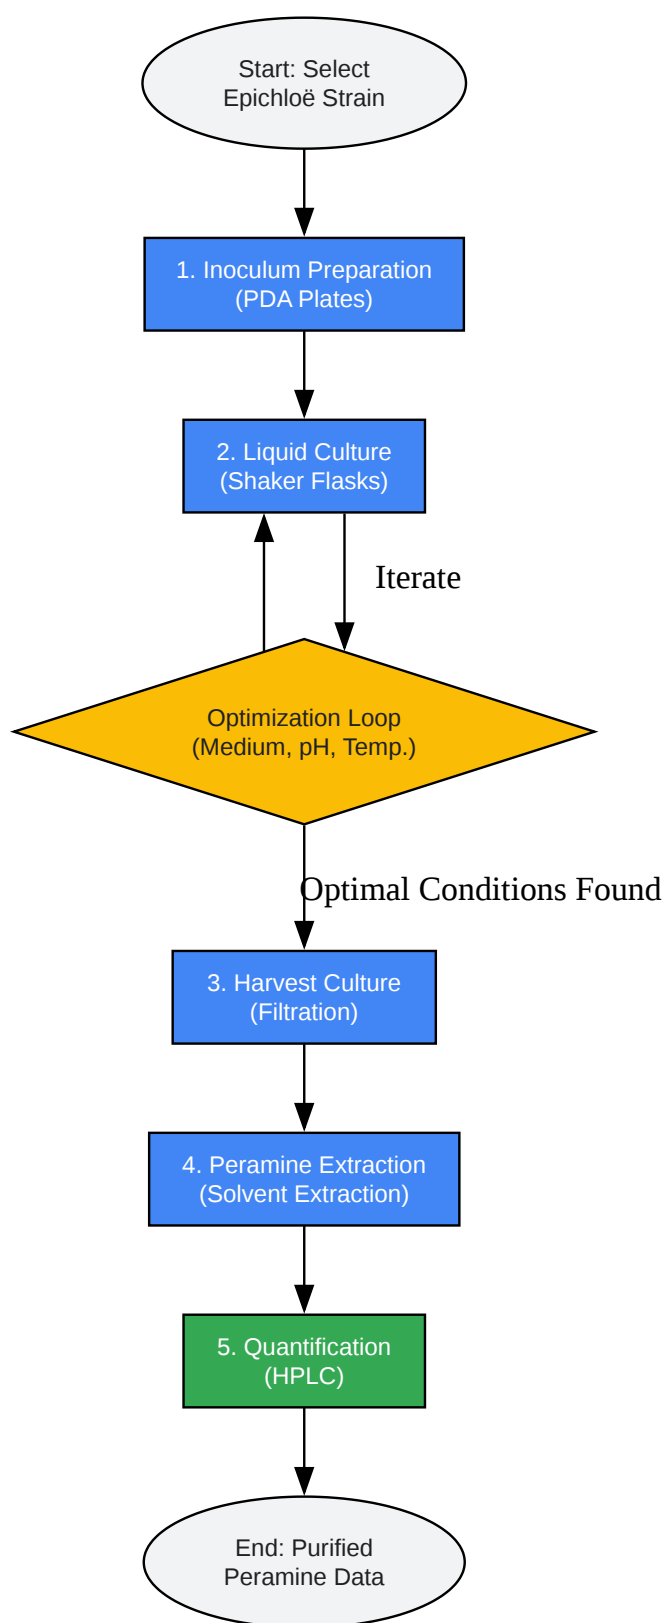 Start: Select
Epichloë Strain
1. Inoculum Preparation
(PDA Plates)
2. Liquid Culture
(Shaker Flasks)
Iterate
Optimization Loop
(Medium, pH, Temp.)
Optimal Conditions Found
3. Harvest Culture
(Filtration)
4. Peramine Extraction
(Solvent Extraction)
5. Quantification
(HPLC)
End: Purified
Peramine Data